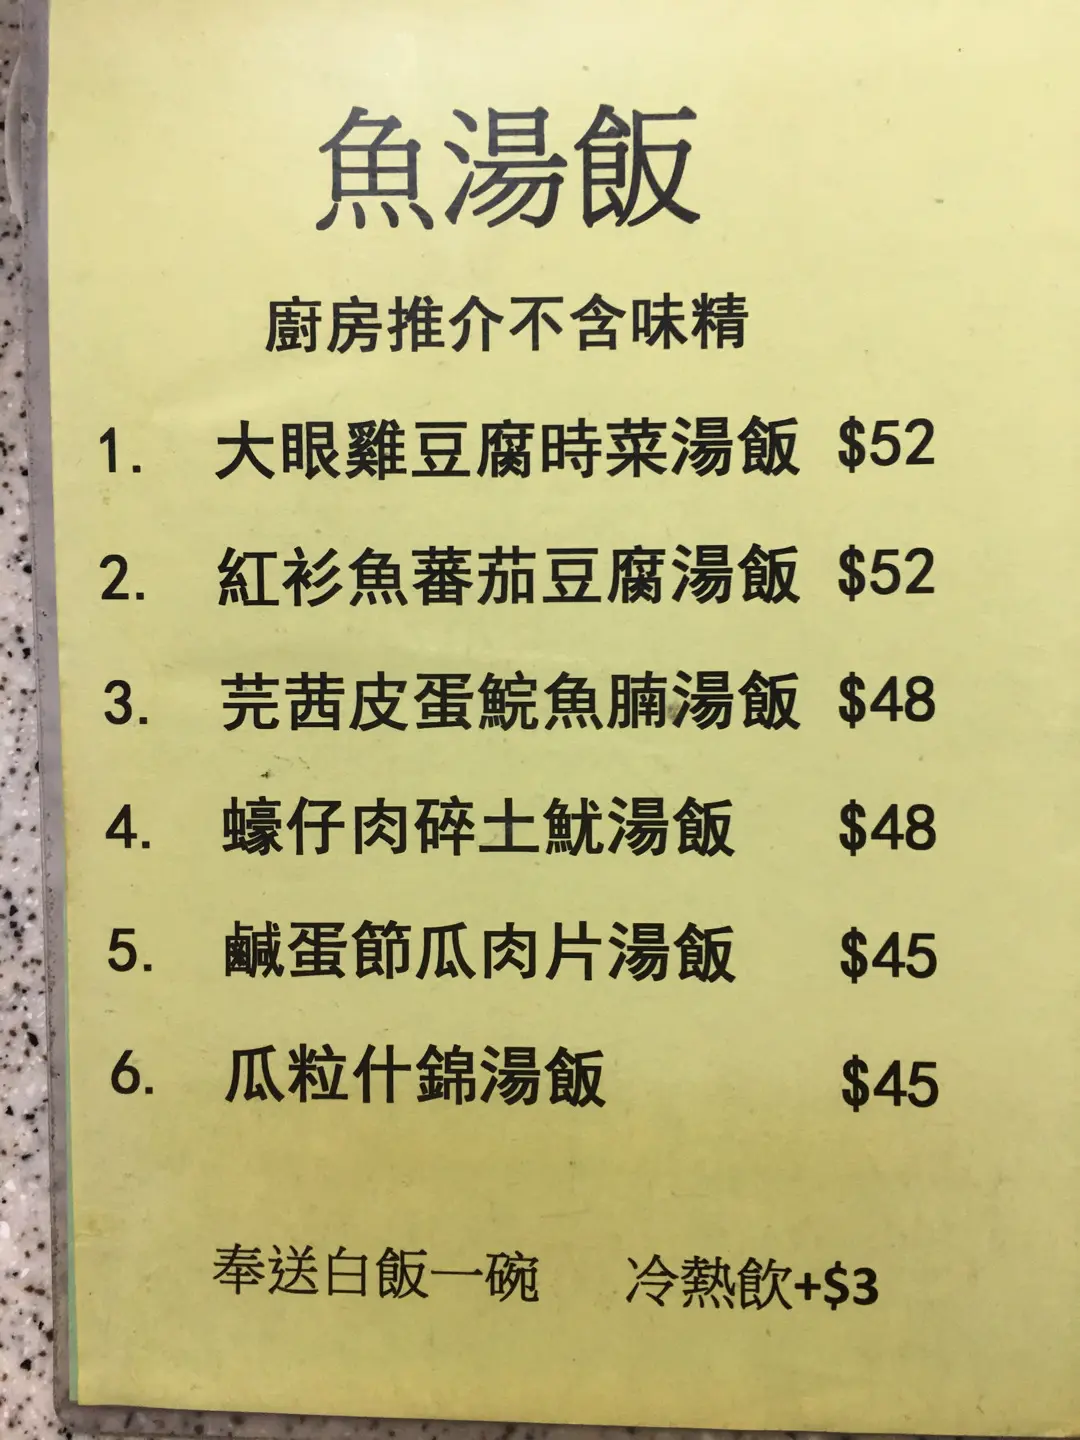 魚湯飯
廚房推介不含味精
1. 大眼雞豆腐時菜湯飯 $52
2. 紅衫魚蕃茄豆腐湯飯 $52
3. 芫茜皮蛋鯇魚腩湯飯 $48
4. 蠔仔肉碎土魷湯飯 $48
5. 鹹蛋節瓜肉片湯飯 $45
6. 瓜粒什錦湯飯 $45
奉送白飯一碗 冷熱飲+$3